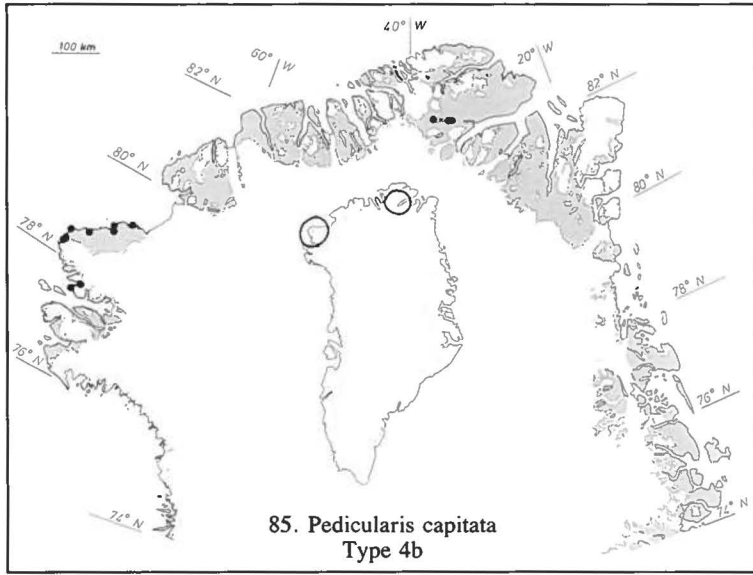 40° W
100 km
60° W
20° W
82° N
82° N
80° N
80° N
78° N
78° N
76° N
76° N
74° N
74° N
85. Pedicularis capitata
Type 4b